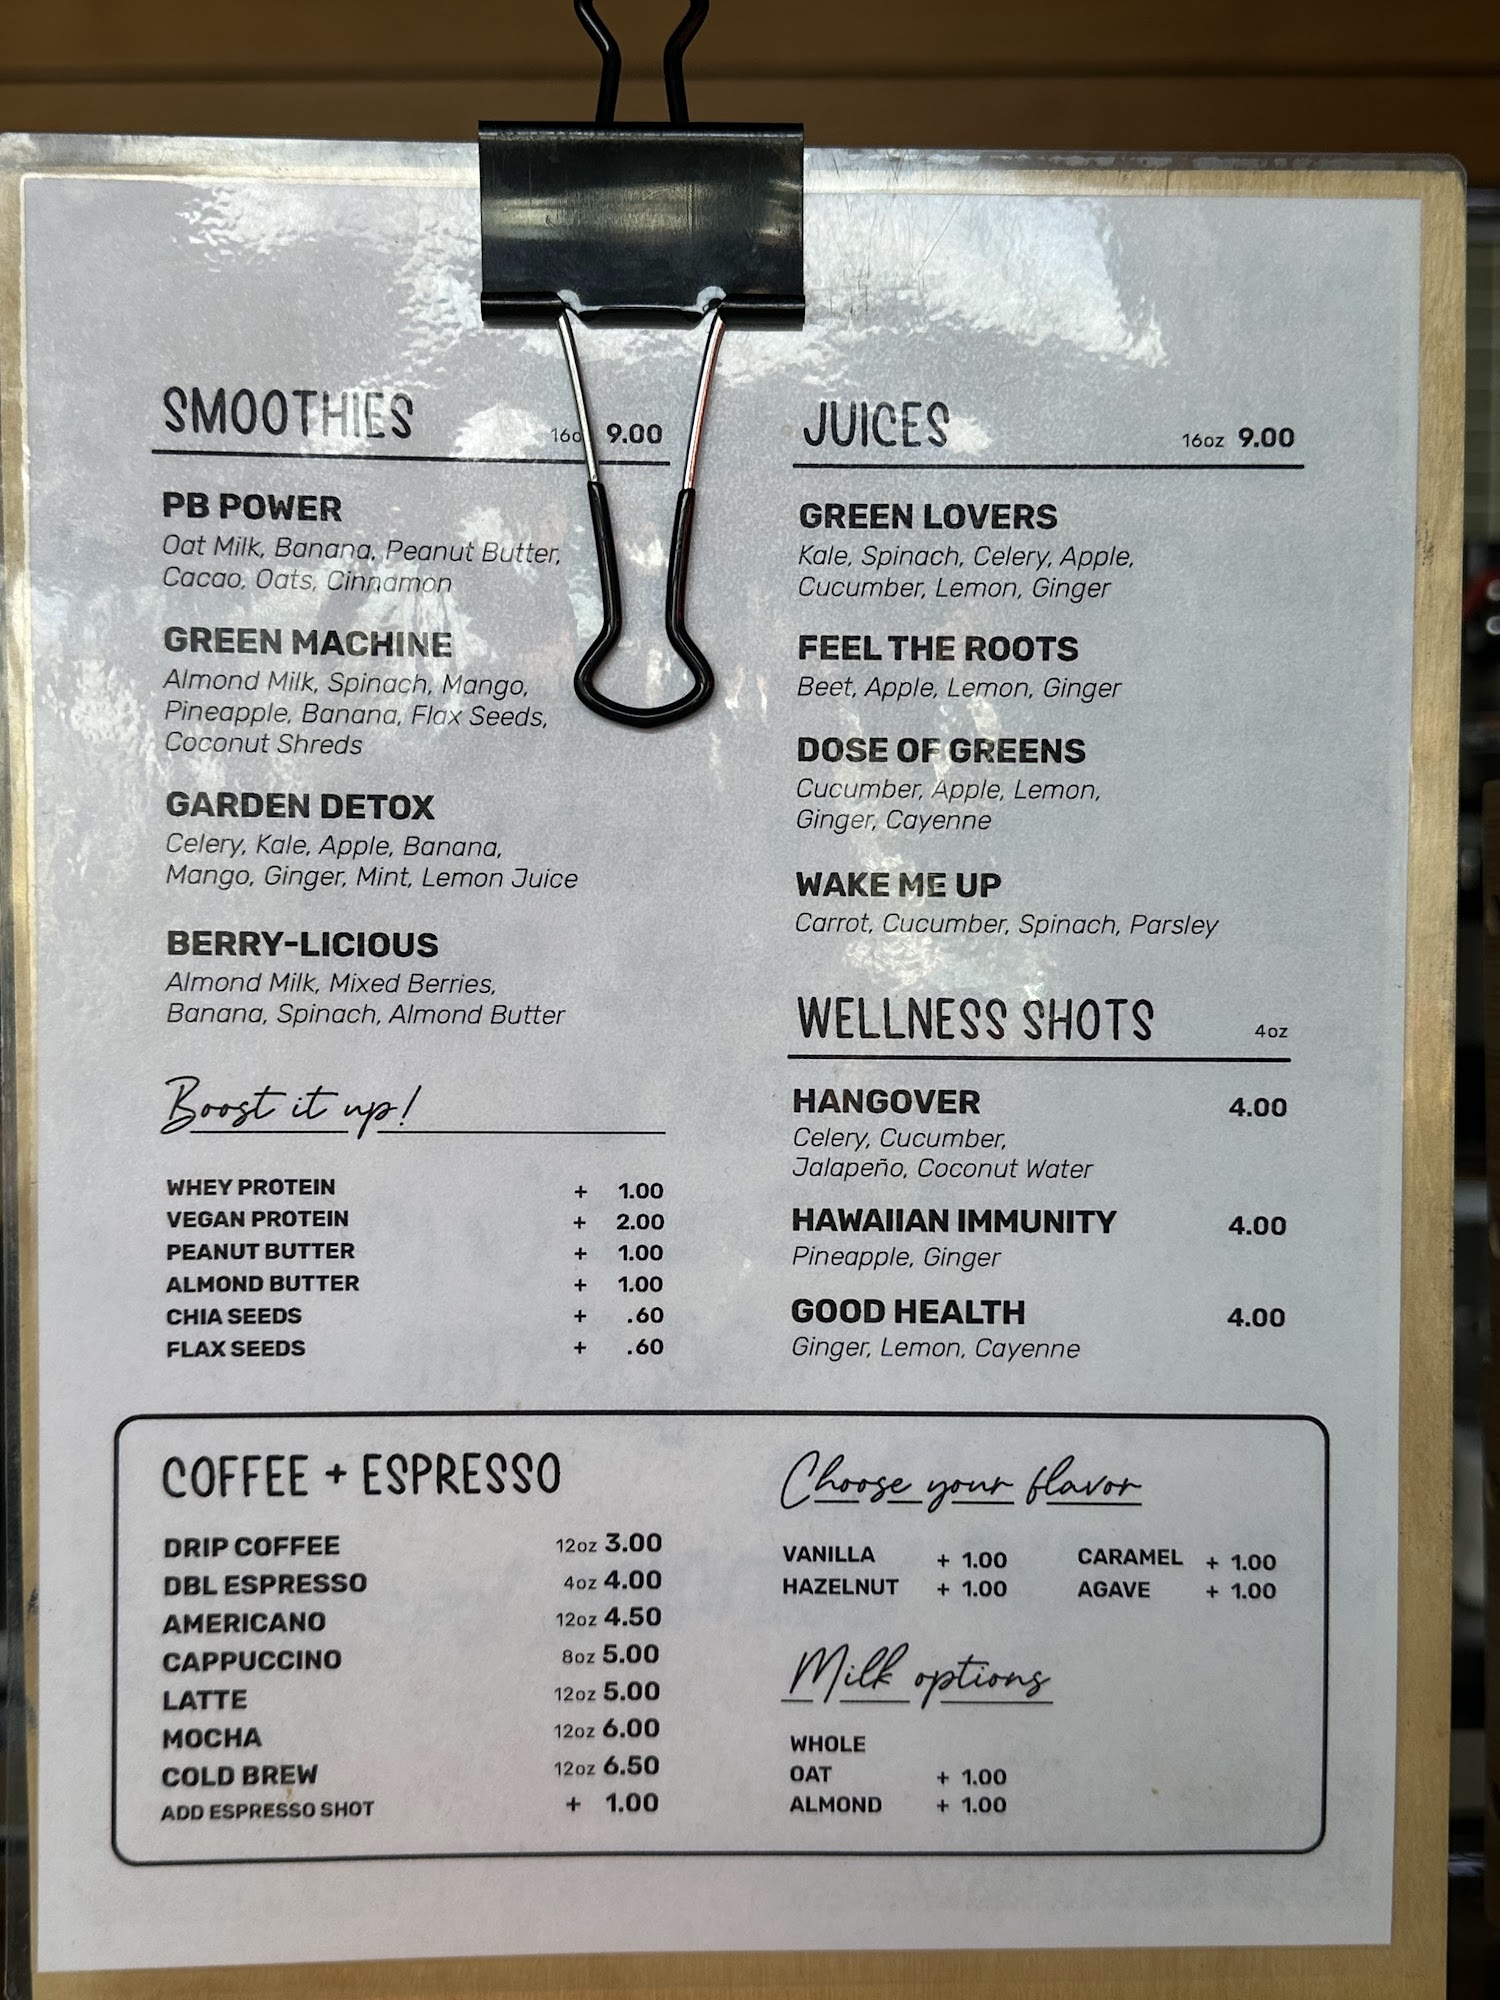 SMOOTHIES 9.00
PB POWER
Oat Milk, Banana, Peanut Butter,
Cacao, Oats, Cinnamon
GREEN MACHINE
Almond Milk, Spinach, Mango,
Pineapple, Banana, Flax Seeds,
Coconut Shreds
GARDEN DETOX
Celery, Kale, Apple, Banana,
Mango, Ginger, Mint, Lemon Juice
BERRY-LICIOUS
Almond Milk, Mixed Berries,
Banana, Spinach, Almond Butter
Boost it up!
WHEY PROTEIN + 1.00
VEGAN PROTEIN + 2.00
PEANUT BUTTER + 1.00
ALMOND BUTTER + 1.00
CHIA SEEDS + .60
FLAX SEEDS + .60
JUICES 16oz 9.00
GREEN LOVERS
Kale, Spinach, Celery, Apple,
Cucumber, Lemon, Ginger
FEEL THE ROOTS
Beet, Apple, Lemon, Ginger
DOSE OF GREENS
Cucumber, Apple, Lemon,
Ginger, Cayenne
WAKE ME UP
Carrot, Cucumber, Spinach, Parsley
WELLNESS SHOTS 4oz
HANGOVER 4.00
Celery, Cucumber,
Jalapeño, Coconut Water
HAWAIIAN IMMUNITY 4.00
Pineapple, Ginger
GOOD HEALTH 4.00
Ginger, Lemon, Cayenne
COFFEE + ESPRESSO
DRIP COFFEE 12oz 3.00
DBL ESPRESSO 4oz 4.00
AMERICANO 12oz 4.50
CAPPUCCINO 8oz 5.00
LATTE 12oz 5.00
MOCHA 12oz 6.00
COLD BREW 12oz 6.50
ADD ESPRESSO SHOT + 1.00
Choose your flavor
VANILLA + 1.00 CARAMEL + 1.00
HAZELNUT + 1.00 AGAVE + 1.00
Milk options
WHOLE
OAT + 1.00
ALMOND + 1.00